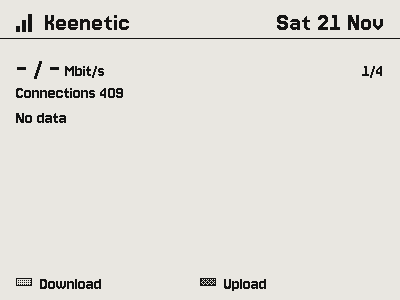 Keenetic Sat 21 Nov
- / - Mbit/s 1/4
Connections 409
No data
Download Upload